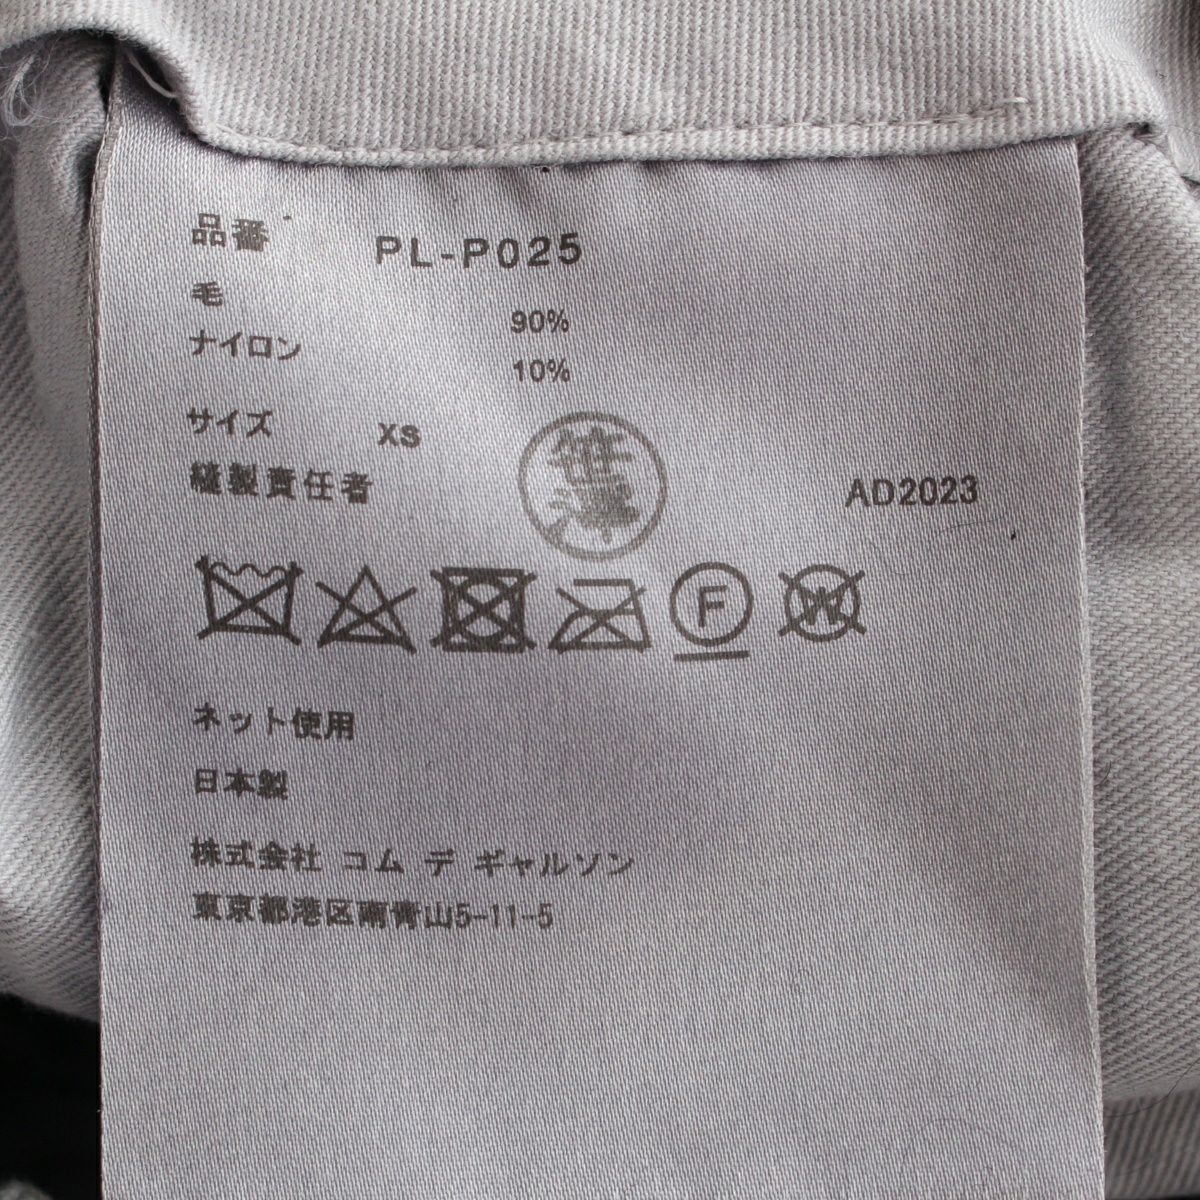 品番 PL-P025
毛 90%
ナイロン 10%
サイズ XS
縫製責任者 笹澤 AD2023
F W
ネット使用
日本製
株式会社 コム デ ギャルソン
東京都港区南青山5-11-5